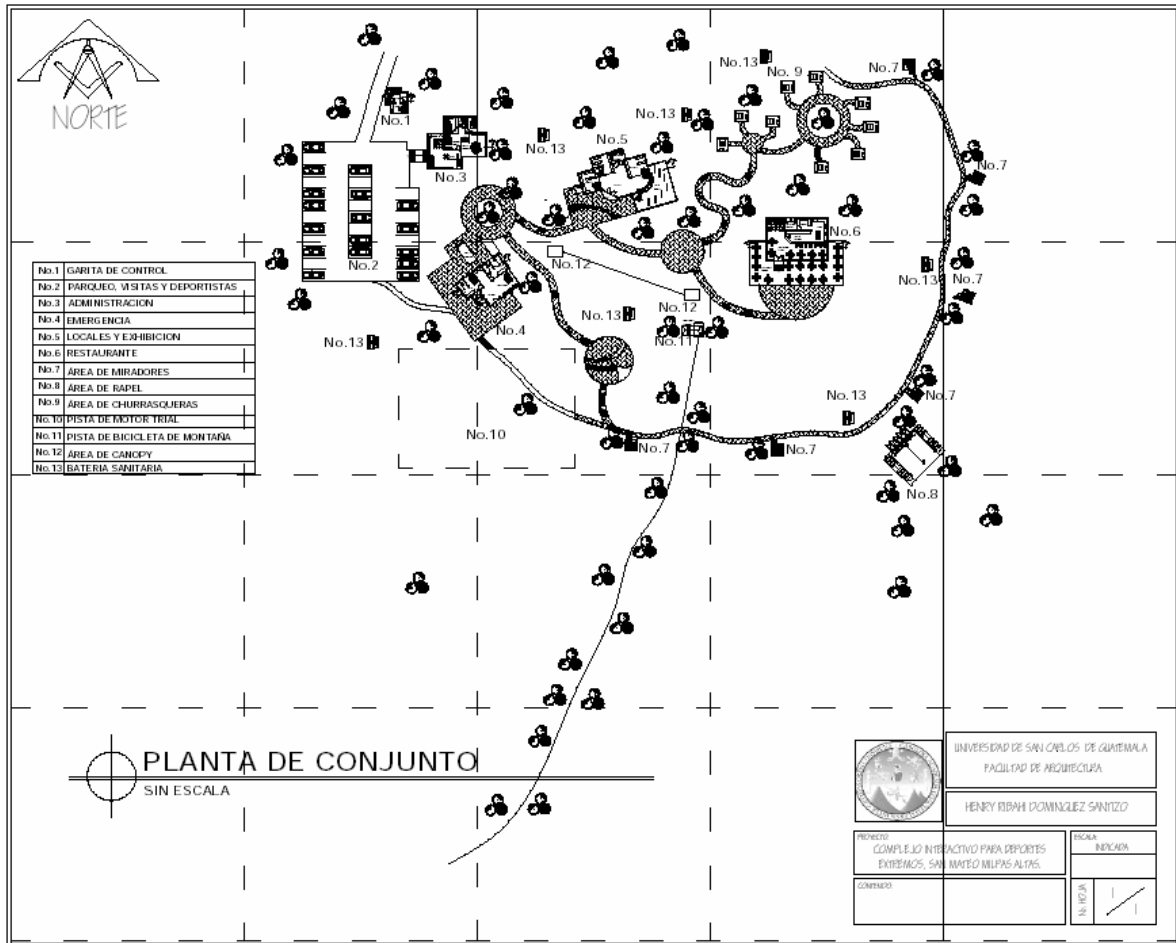 NORTE
No.1
No.3
No.2
No.13
No.5
No.13
No.13
No. 9
No.7
No.7
No.6
No.13
No.7
No.12
No.12
No.4
No.13
No.11
No.13
No.10
No.13
No.7
No.7
No.7
No.8
No.1 GARITA DE CONTROL
No.2 PARQUEO, VISITAS Y DEPORTISTAS
No.3 ADMINISTRACION
No.4 EMERGENCIA
No.5 LOCALES Y EXHIBICION
No.6 RESTAURANTE
No.7 ÁREA DE MIRADORES
No.8 ÁREA DE RAPEL
No.9 ÁREA DE CHURRASQUERAS
No.10 PISTA DE MOTOR TRIAL
No.11 PISTA DE BICICLETA DE MONTAÑA
No.12 ÁREA DE CANOPY
No.13 BATERIA SANITARIA
PLANTA DE CONJUNTO
SIN ESCALA
UNIVERSIDAD DE SAN CARLOS DE GUATEMALA
FACULTAD DE ARQUITECTURA
HENRY RIBAHI DOMINGUEZ SANTIZO
PROYECTO:
COMPLEJO INTERACTIVO PARA DEPORTES
EXTREMOS, SAN MATEO MILPAS ALTAS.
ESCALA:
INDICADA
CONTENIDO:
No. HOJA
1
1